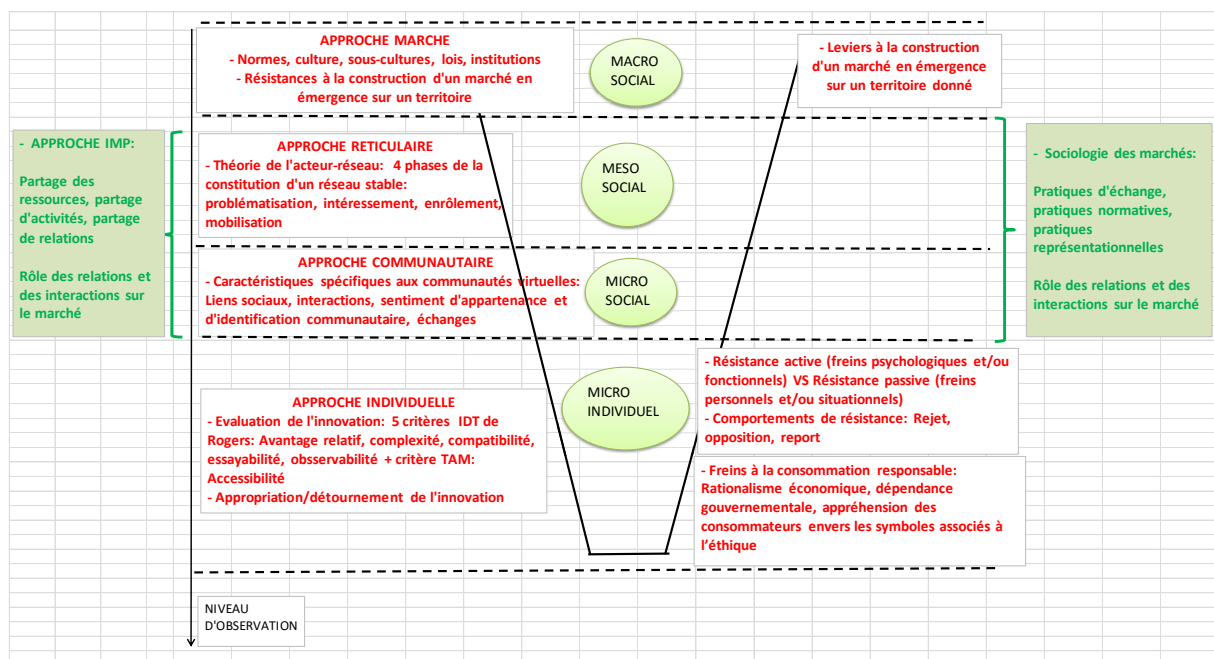 APPROCHE MARCHE
- Normes, culture, sous-cultures, lois, institutions
- Résistances à la construction d'un marché en
émergence sur un territoire
MACRO
SOCIAL
- Leviers à la construction
d'un marché en émergence
sur un territoire donné
- APPROCHE IMP:
Partage des
ressources, partage
d'activités, partage
de relations
Rôle des relations et
des interactions sur
le marché
APPROCHE RETICULAIRE
- Théorie de l'acteur-réseau: 4 phases de la
constitution d'un réseau stable:
problématisation, intéressement, enrôlement,
mobilisation
MESO
SOCIAL
- Sociologie des marchés:
Pratiques d'échange,
pratiques normatives,
pratiques
représentationnelles
Rôle des relations et des
interactions sur le marché
APPROCHE COMMUNAUTAIRE
- Caractéristiques spécifiques aux communautés virtuelles:
Liens sociaux, interactions, sentiment d'appartenance et
d'identification communautaire, échanges
MICRO
SOCIAL
APPROCHE INDIVIDUELLE
- Evaluation de l'innovation: 5 critères IDT de
Rogers: Avantage relatif, complexité, compatibilité,
essayabilité, obsservabilité + critère TAM:
Accessibilité
- Appropriation/détournement de l'innovation
MICRO
INDIVIDUEL
- Résistance active (freins psychologiques et/ou
fonctionnels) VS Résistance passive (freins
personnels et/ou situationnels)
- Comportements de résistance: Rejet,
opposition, report
- Freins à la consommation responsable:
Rationalisme économique, dépendance
gouvernementale, appréhension des
consommateurs envers les symboles associés à
l'éthique
NIVEAU
D'OBSERVATION